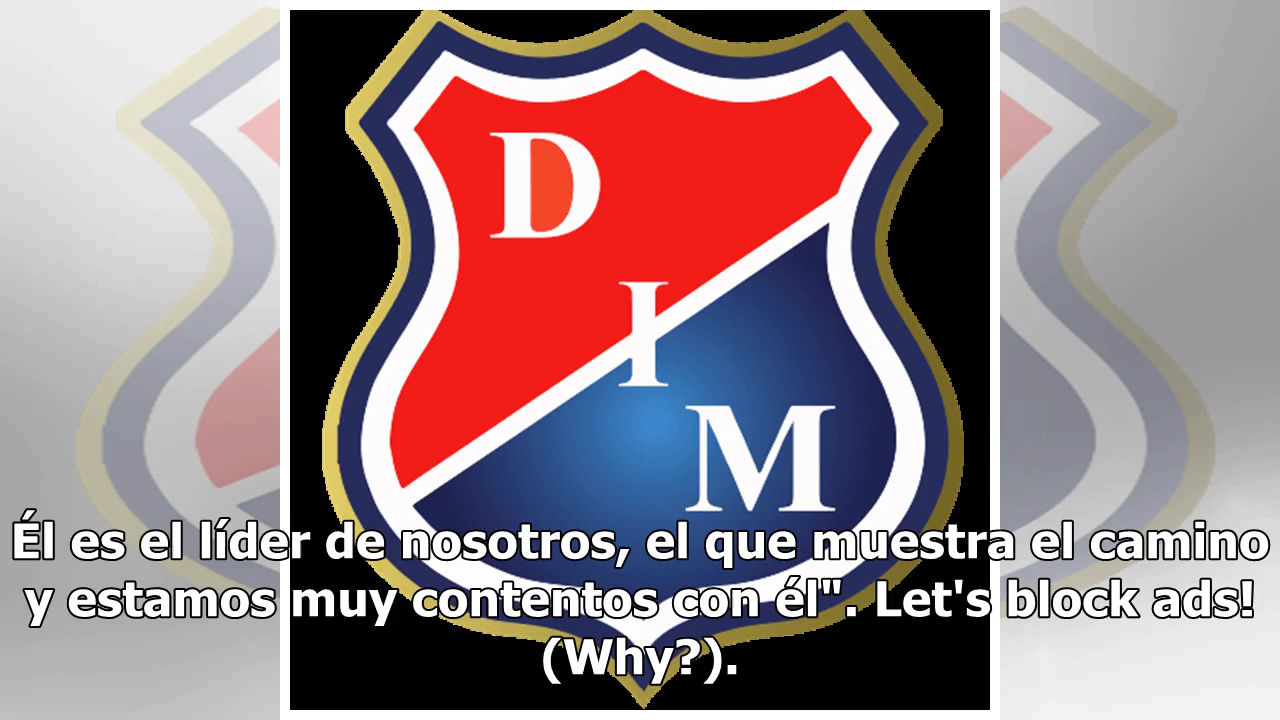 D
I
M
Él es el líder de nosotros, el que muestra el camino
y estamos muy contentos con él". Let's block ads!
(Why?).